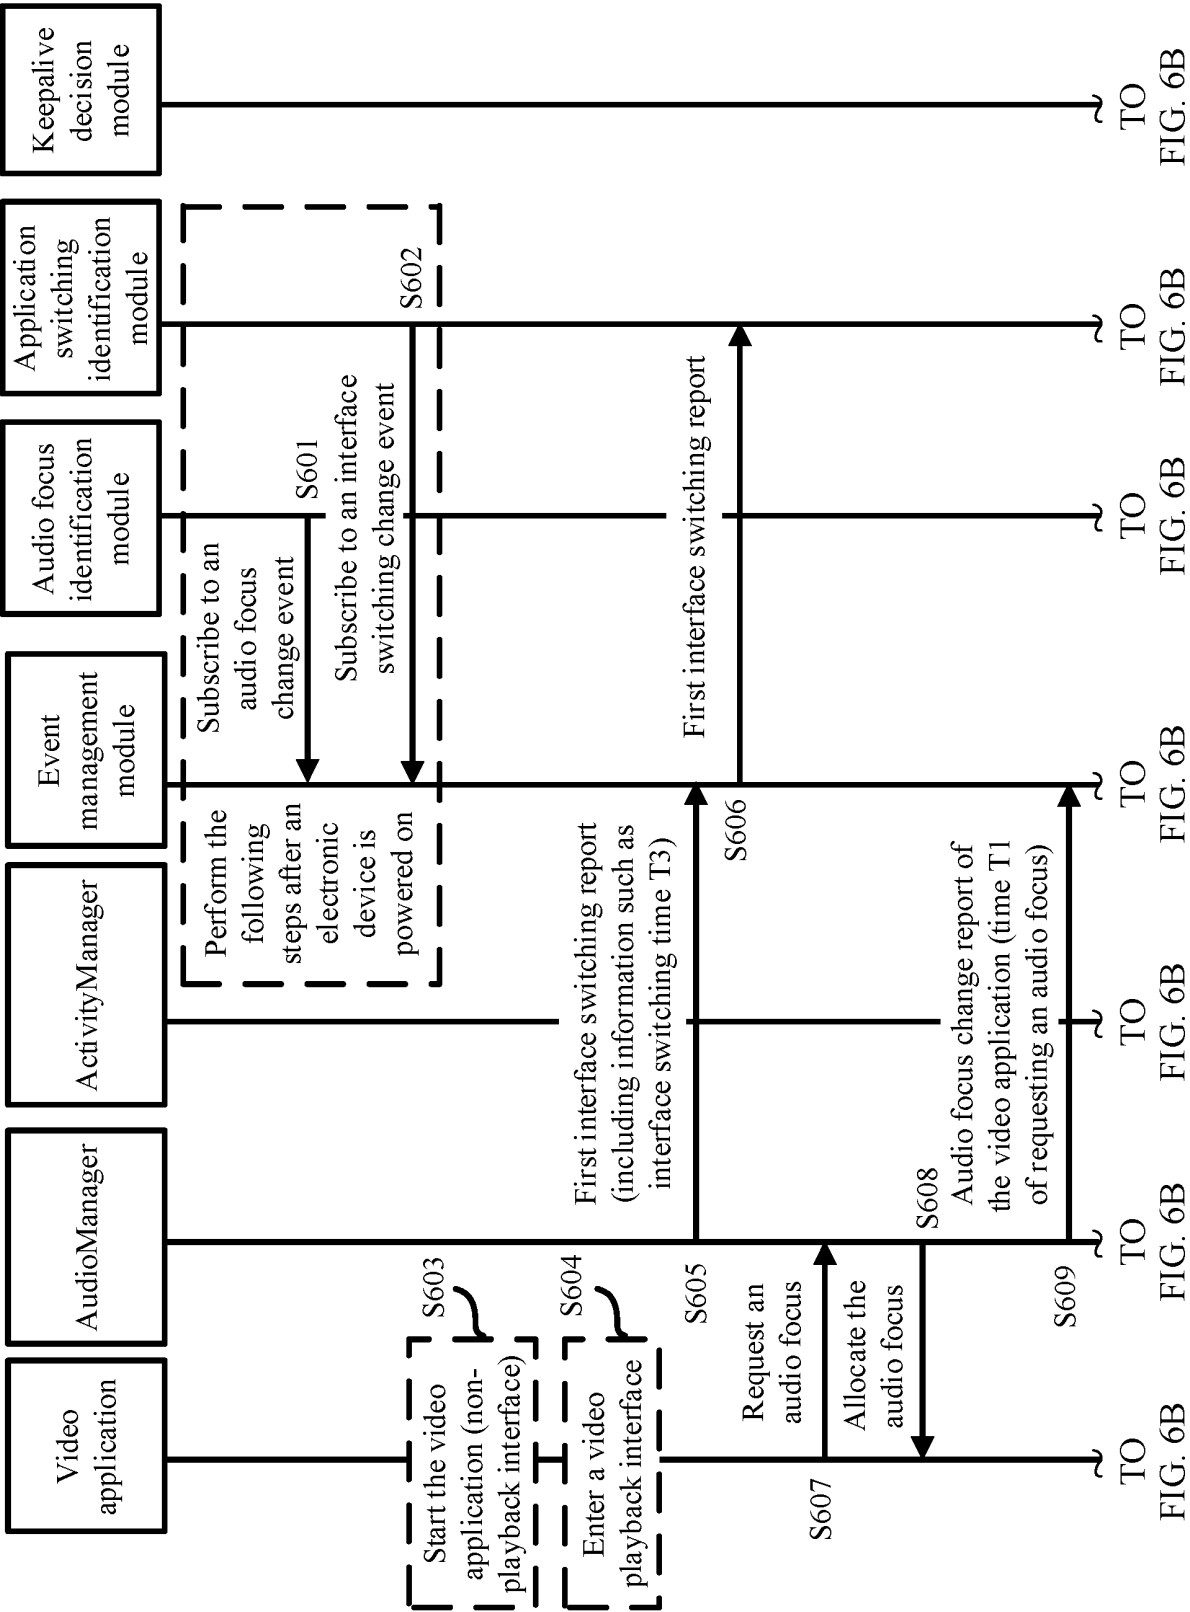 Video
application
AudioManager
ActivityManager
Event
management
module
Audio focus
identification
module
Application
switching
identification
module
Keepalive
decision
module
Perform the
following
steps after an
electronic
device is
powered on
Subscribe to an
audio focus
change event
S601
Subscribe to an interface
switching change event
S602
S603
Start the video
application (non-
playback interface)
S604
Enter a video
playback interface
S605
First interface switching report
(including information such as
interface switching time T3)
S606
First interface switching report
S607
Request an
audio focus
Allocate the
audio focus
S608
S609
Audio focus change report of
the video application (time T1
of requesting an audio focus)
TO
FIG. 6B
TO
FIG. 6B
TO
FIG. 6B
TO
FIG. 6B
TO
FIG. 6B
TO
FIG. 6B
TO
FIG. 6B